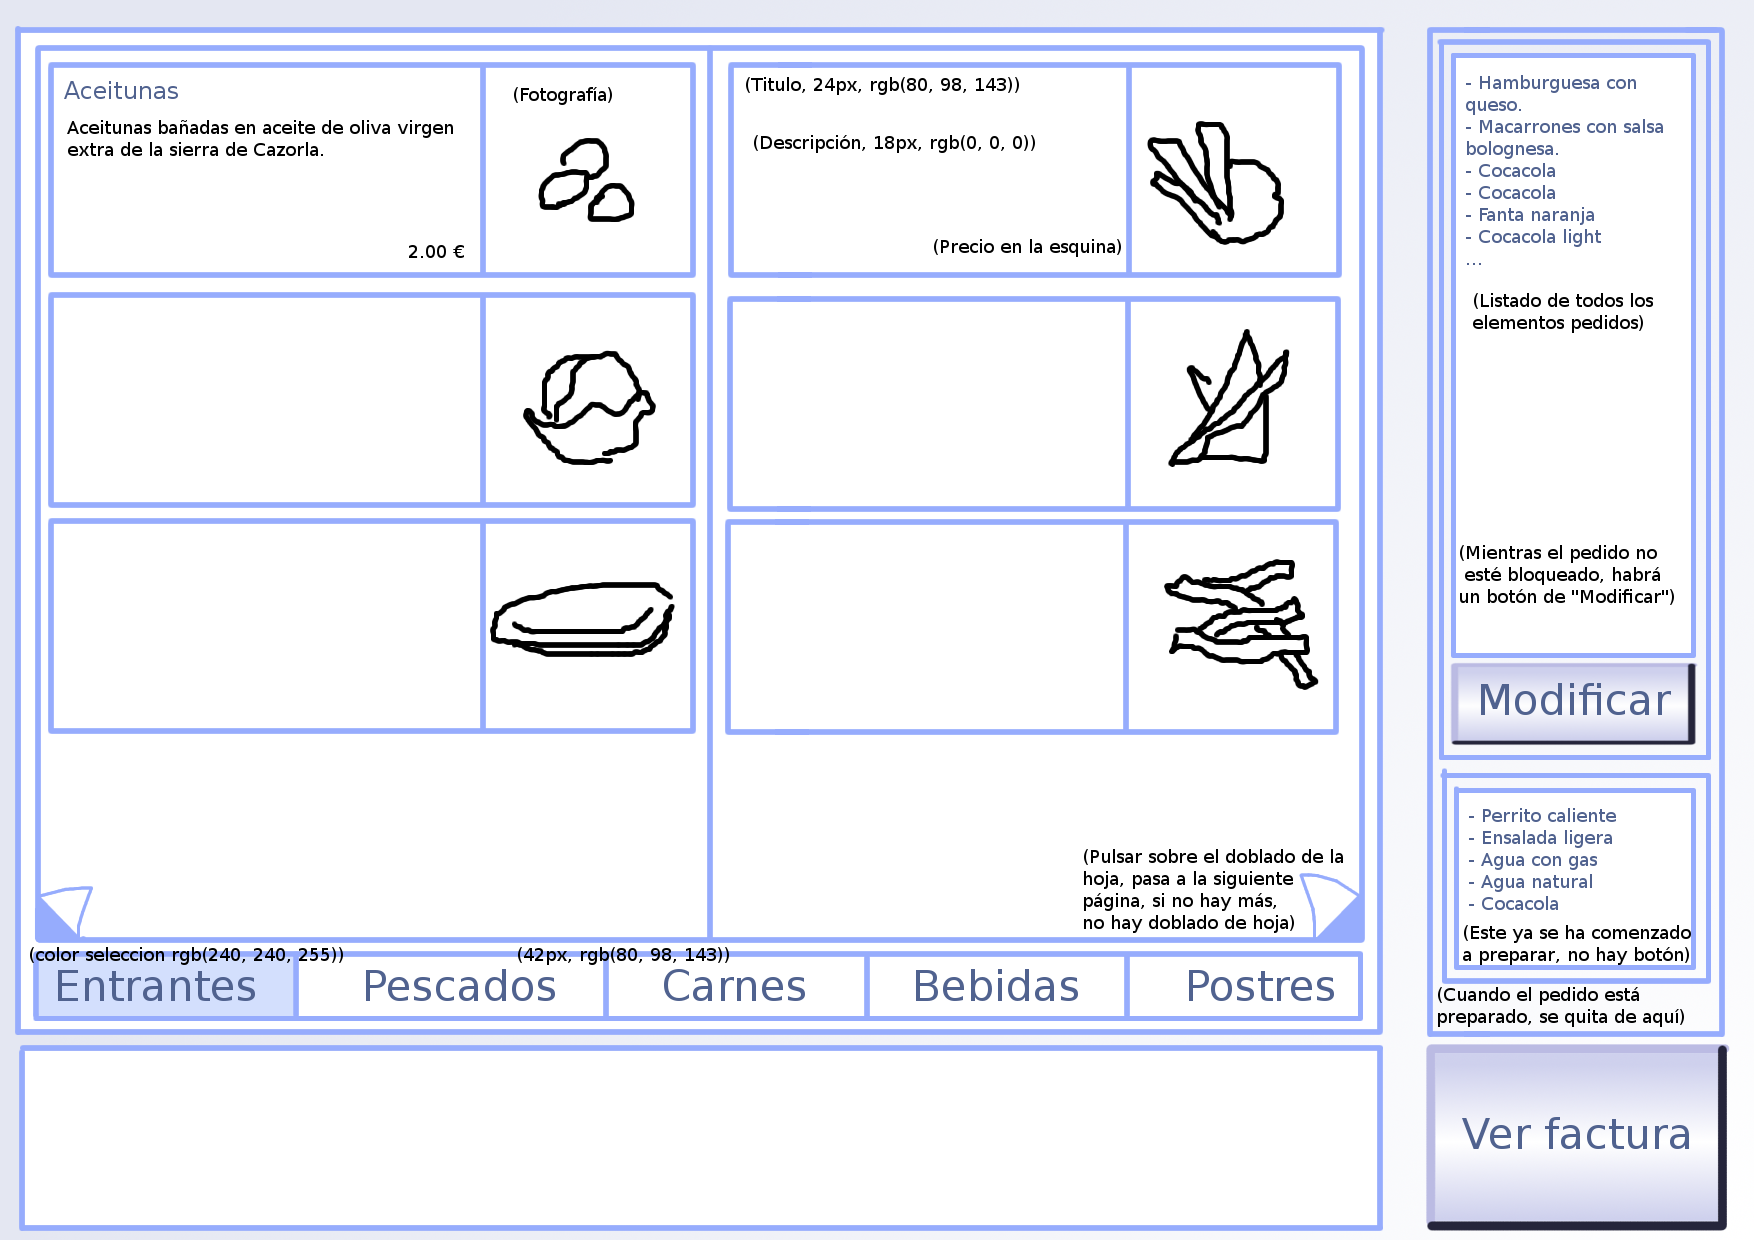 Aceitunas
Aceitunas bañadas en aceite de oliva virgen
extra de la sierra de Cazorla.
2.00 €
(Fotografía)
(Titulo, 24px, rgb(80, 98, 143))
(Descripción, 18px, rgb(0, 0, 0))
(Precio en la esquina)
(Pulsar sobre el doblado de la
hoja, pasa a la siguiente
página, si no hay más,
no hay doblado de hoja)
(color seleccion rgb(240, 240, 255))
(42px, rgb(80, 98, 143))
Entrantes
Pescados
Carnes
Bebidas
Postres
- Hamburguesa con
queso.
- Macarrones con salsa
bolognesa.
- Cocacola
- Cocacola
- Fanta naranja
- Cocacola light
...
(Listado de todos los
elementos pedidos)
(Mientras el pedido no
esté bloqueado, habrá
un botón de "Modificar")
Modificar
- Perrito caliente
- Ensalada ligera
- Agua con gas
- Agua natural
- Cocacola
(Este ya se ha comenzado
a preparar, no hay botón)
(Cuando el pedido está
preparado, se quita de aquí)
Ver factura